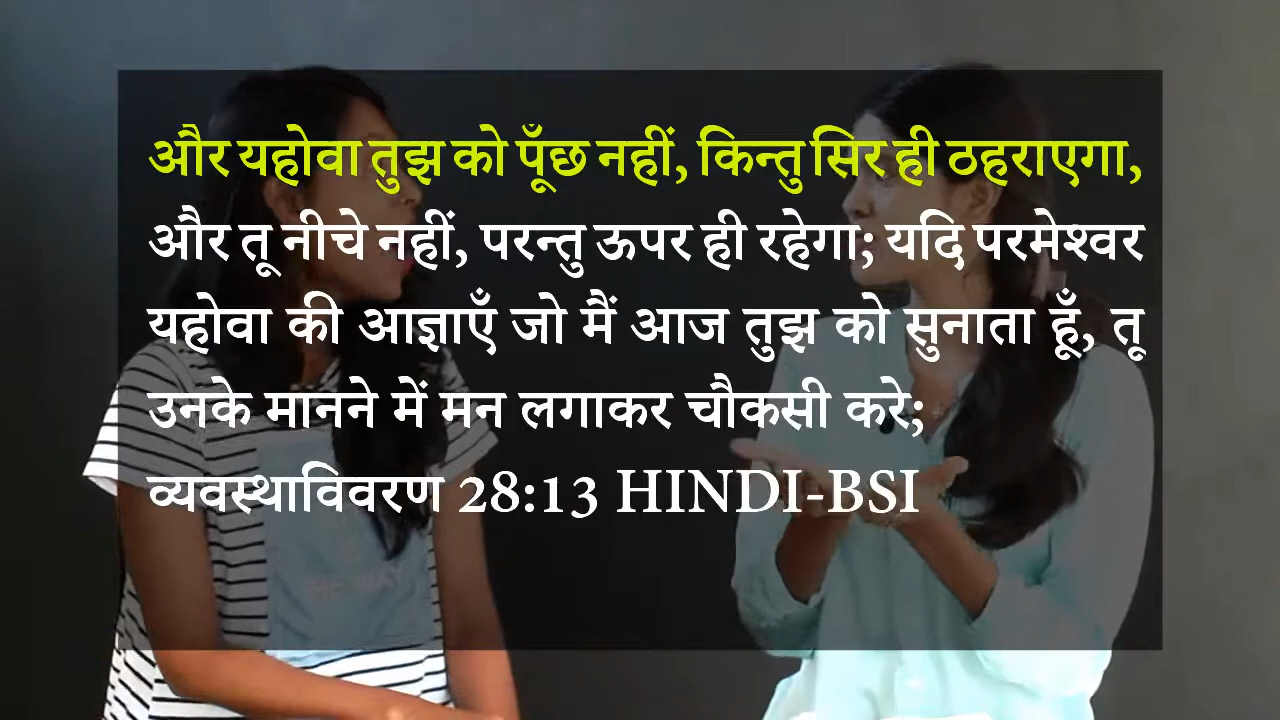 और यहोवा तुझ को पूँछ नहीं, किन्तु सिर ही ठहराएगा,
और तू नीचे नहीं, परन्तु ऊपर ही रहेगा; यदि परमेश्वर
यहोवा की आज्ञाएँ जो मैं आज तुझ को सुनाता हूँ, तू
उनके मानने में मन लगाकर चौकसी करे;
व्यवस्थाविवरण 28:13 HINDI-BSI